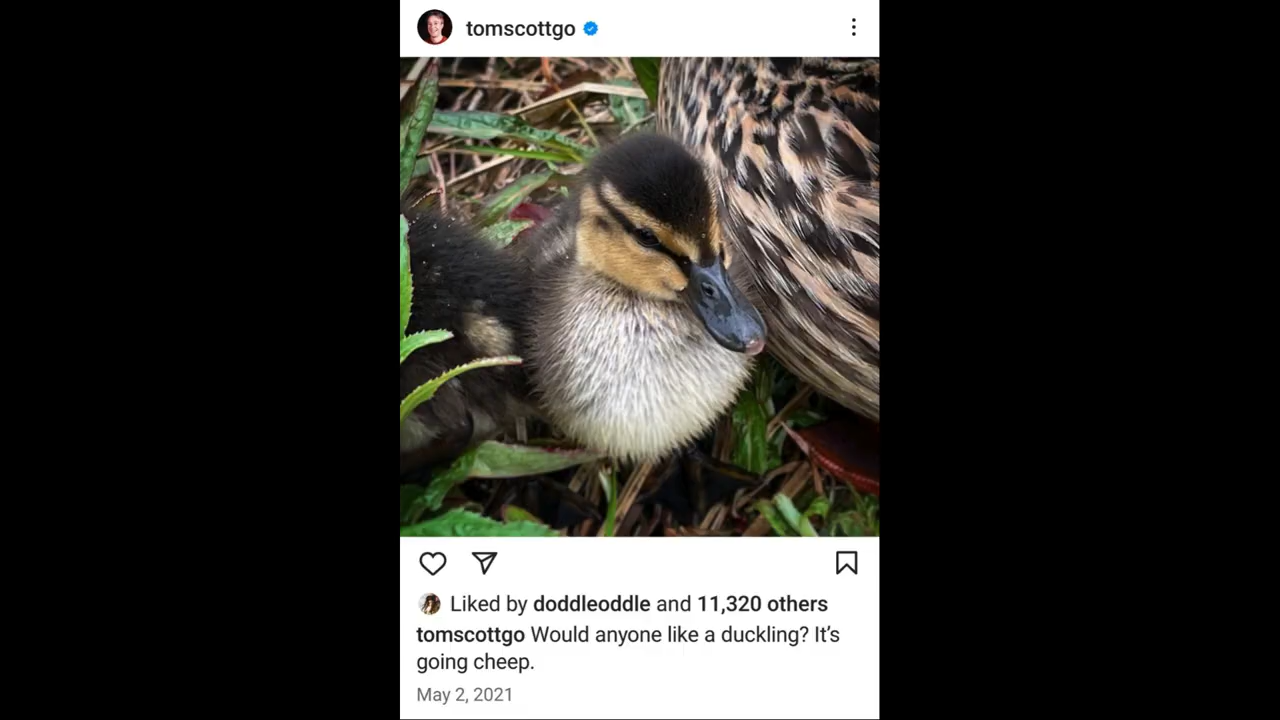 tomscottgo
Liked by doddleoddle and 11,320 others
tomscottgo Would anyone like a duckling? It’s
going cheep.
May 2, 2021